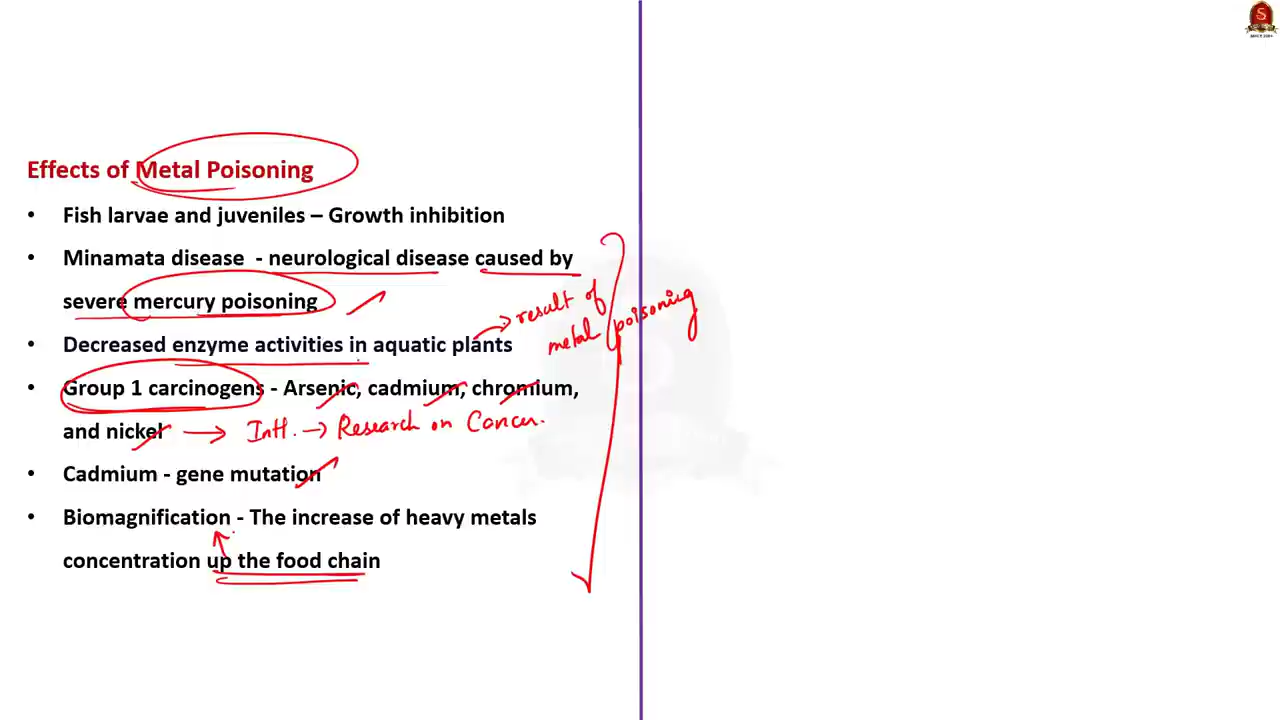 Effects of Metal Poisoning
• Fish larvae and juveniles – Growth inhibition
• Minamata disease - neurological disease caused by
severe mercury poisoning
result of
metal poisoning
• Decreased enzyme activities in aquatic plants
• Group 1 carcinogens - Arsenic, cadmium, chromium,
and nickel → Intl. → Research on Cancer.
• Cadmium - gene mutation
• Biomagnification - The increase of heavy metals
concentration up the food chain